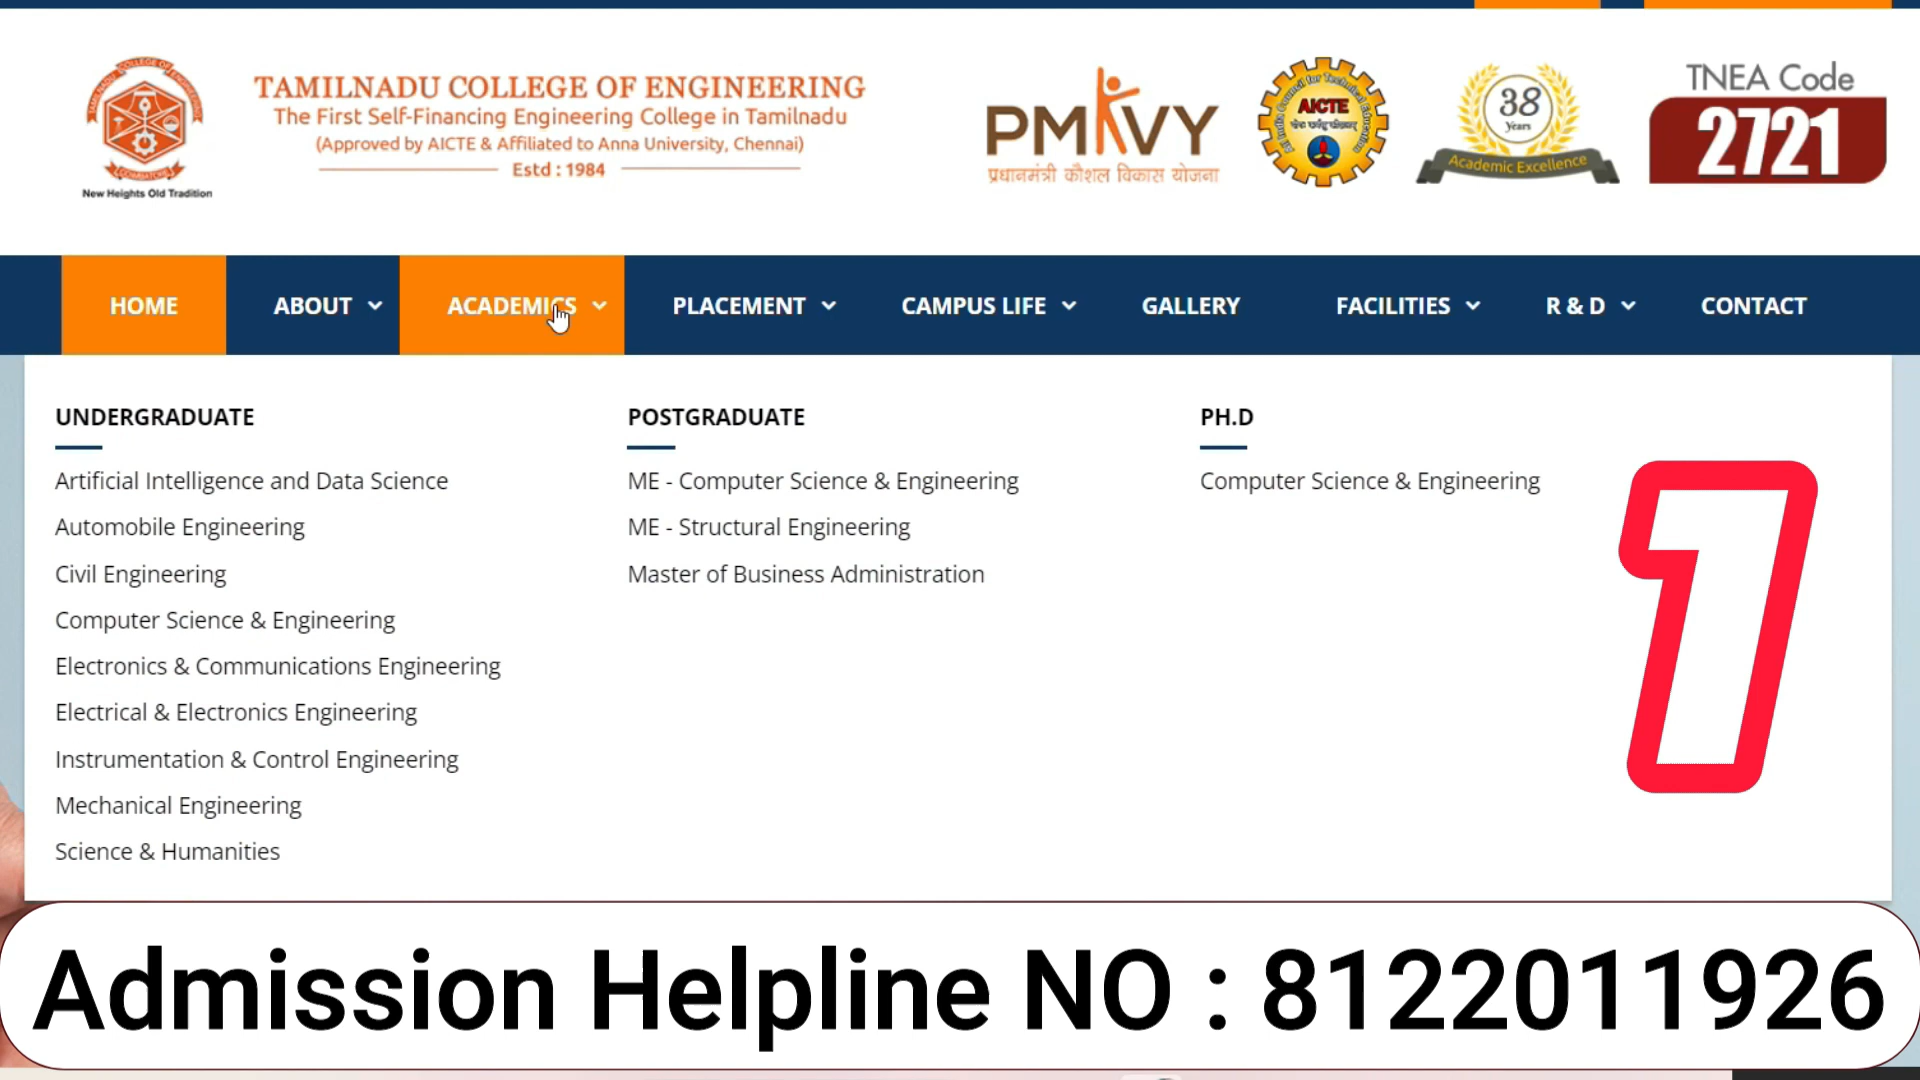 TAMILNADU COLLEGE OF ENGINEERING
The First Self-Financing Engineering College in Tamilnadu
(Approved by AICTE & Affiliated to Anna University, Chennai)
Estd : 1984
New Heights Old Tradition
PMKVY
प्रधानमंत्री कौशल विकास योजना
AICTE
38
Years
Academic Excellence
TNEA Code
2721
HOME ABOUT ACADEMICS PLACEMENT CAMPUS LIFE GALLERY FACILITIES R & D CONTACT
UNDERGRADUATE
Artificial Intelligence and Data Science
Automobile Engineering
Civil Engineering
Computer Science & Engineering
Electronics & Communications Engineering
Electrical & Electronics Engineering
Instrumentation & Control Engineering
Mechanical Engineering
Science & Humanities
POSTGRADUATE
ME - Computer Science & Engineering
ME - Structural Engineering
Master of Business Administration
PH.D
Computer Science & Engineering
1
Admission Helpline NO : 8122011926